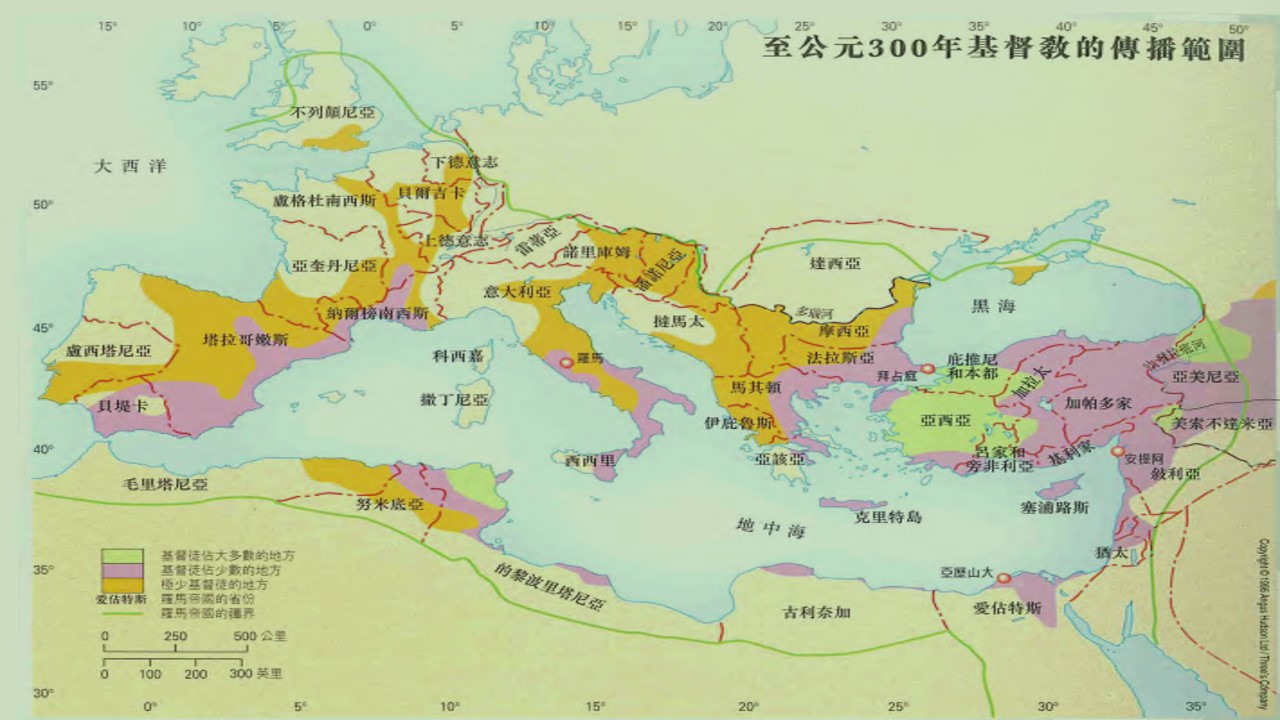 15° 10° 5° 0° 5° 10° 15° 20° 25° 30° 35° 40° 45° 50°
至公元300年基督教的傳播範圍
55°
不列顛尼亞
大西洋
下德意志
貝爾吉卡
50°
盧格杜南西斯
上德意志
雷蒂亞
諾里庫姆
潘諾尼亞
達西亞
亞奎丹尼亞
意大利亞
黑海
納爾榜南西斯
多瑙河
撻馬太
摩西亞
45°
塔拉哥嫩斯
盧西塔尼亞
科西嘉
羅馬
法拉斯亞
庇推尼
和本都
拜占庭
加拉太
亞美尼亞
馬其頓
撒丁尼亞
貝堤卡
加帕多家
伊庇魯斯
亞西亞
美索不達米亞
40°
西西里
亞該亞
呂家和
旁非利亞
基利家
安提阿
敍利亞
毛里塔尼亞
努米底亞
克里特島
塞浦路斯
地中海
猶太
基督徒佔大多數的地方
基督徒佔少數的地方
極少基督徒的地方
愛佔特斯 羅馬帝國的省份
羅馬帝國的疆界
35°
的黎波里塔尼亞
亞歷山大
古利奈加
愛佔特斯
0 250 500 公里
0 100 200 300 英里
30°
0° 5° 10° 15° 20° 25° 30° 35°
Copyright © 1996 Angus Hudson Ltd / Three's Company